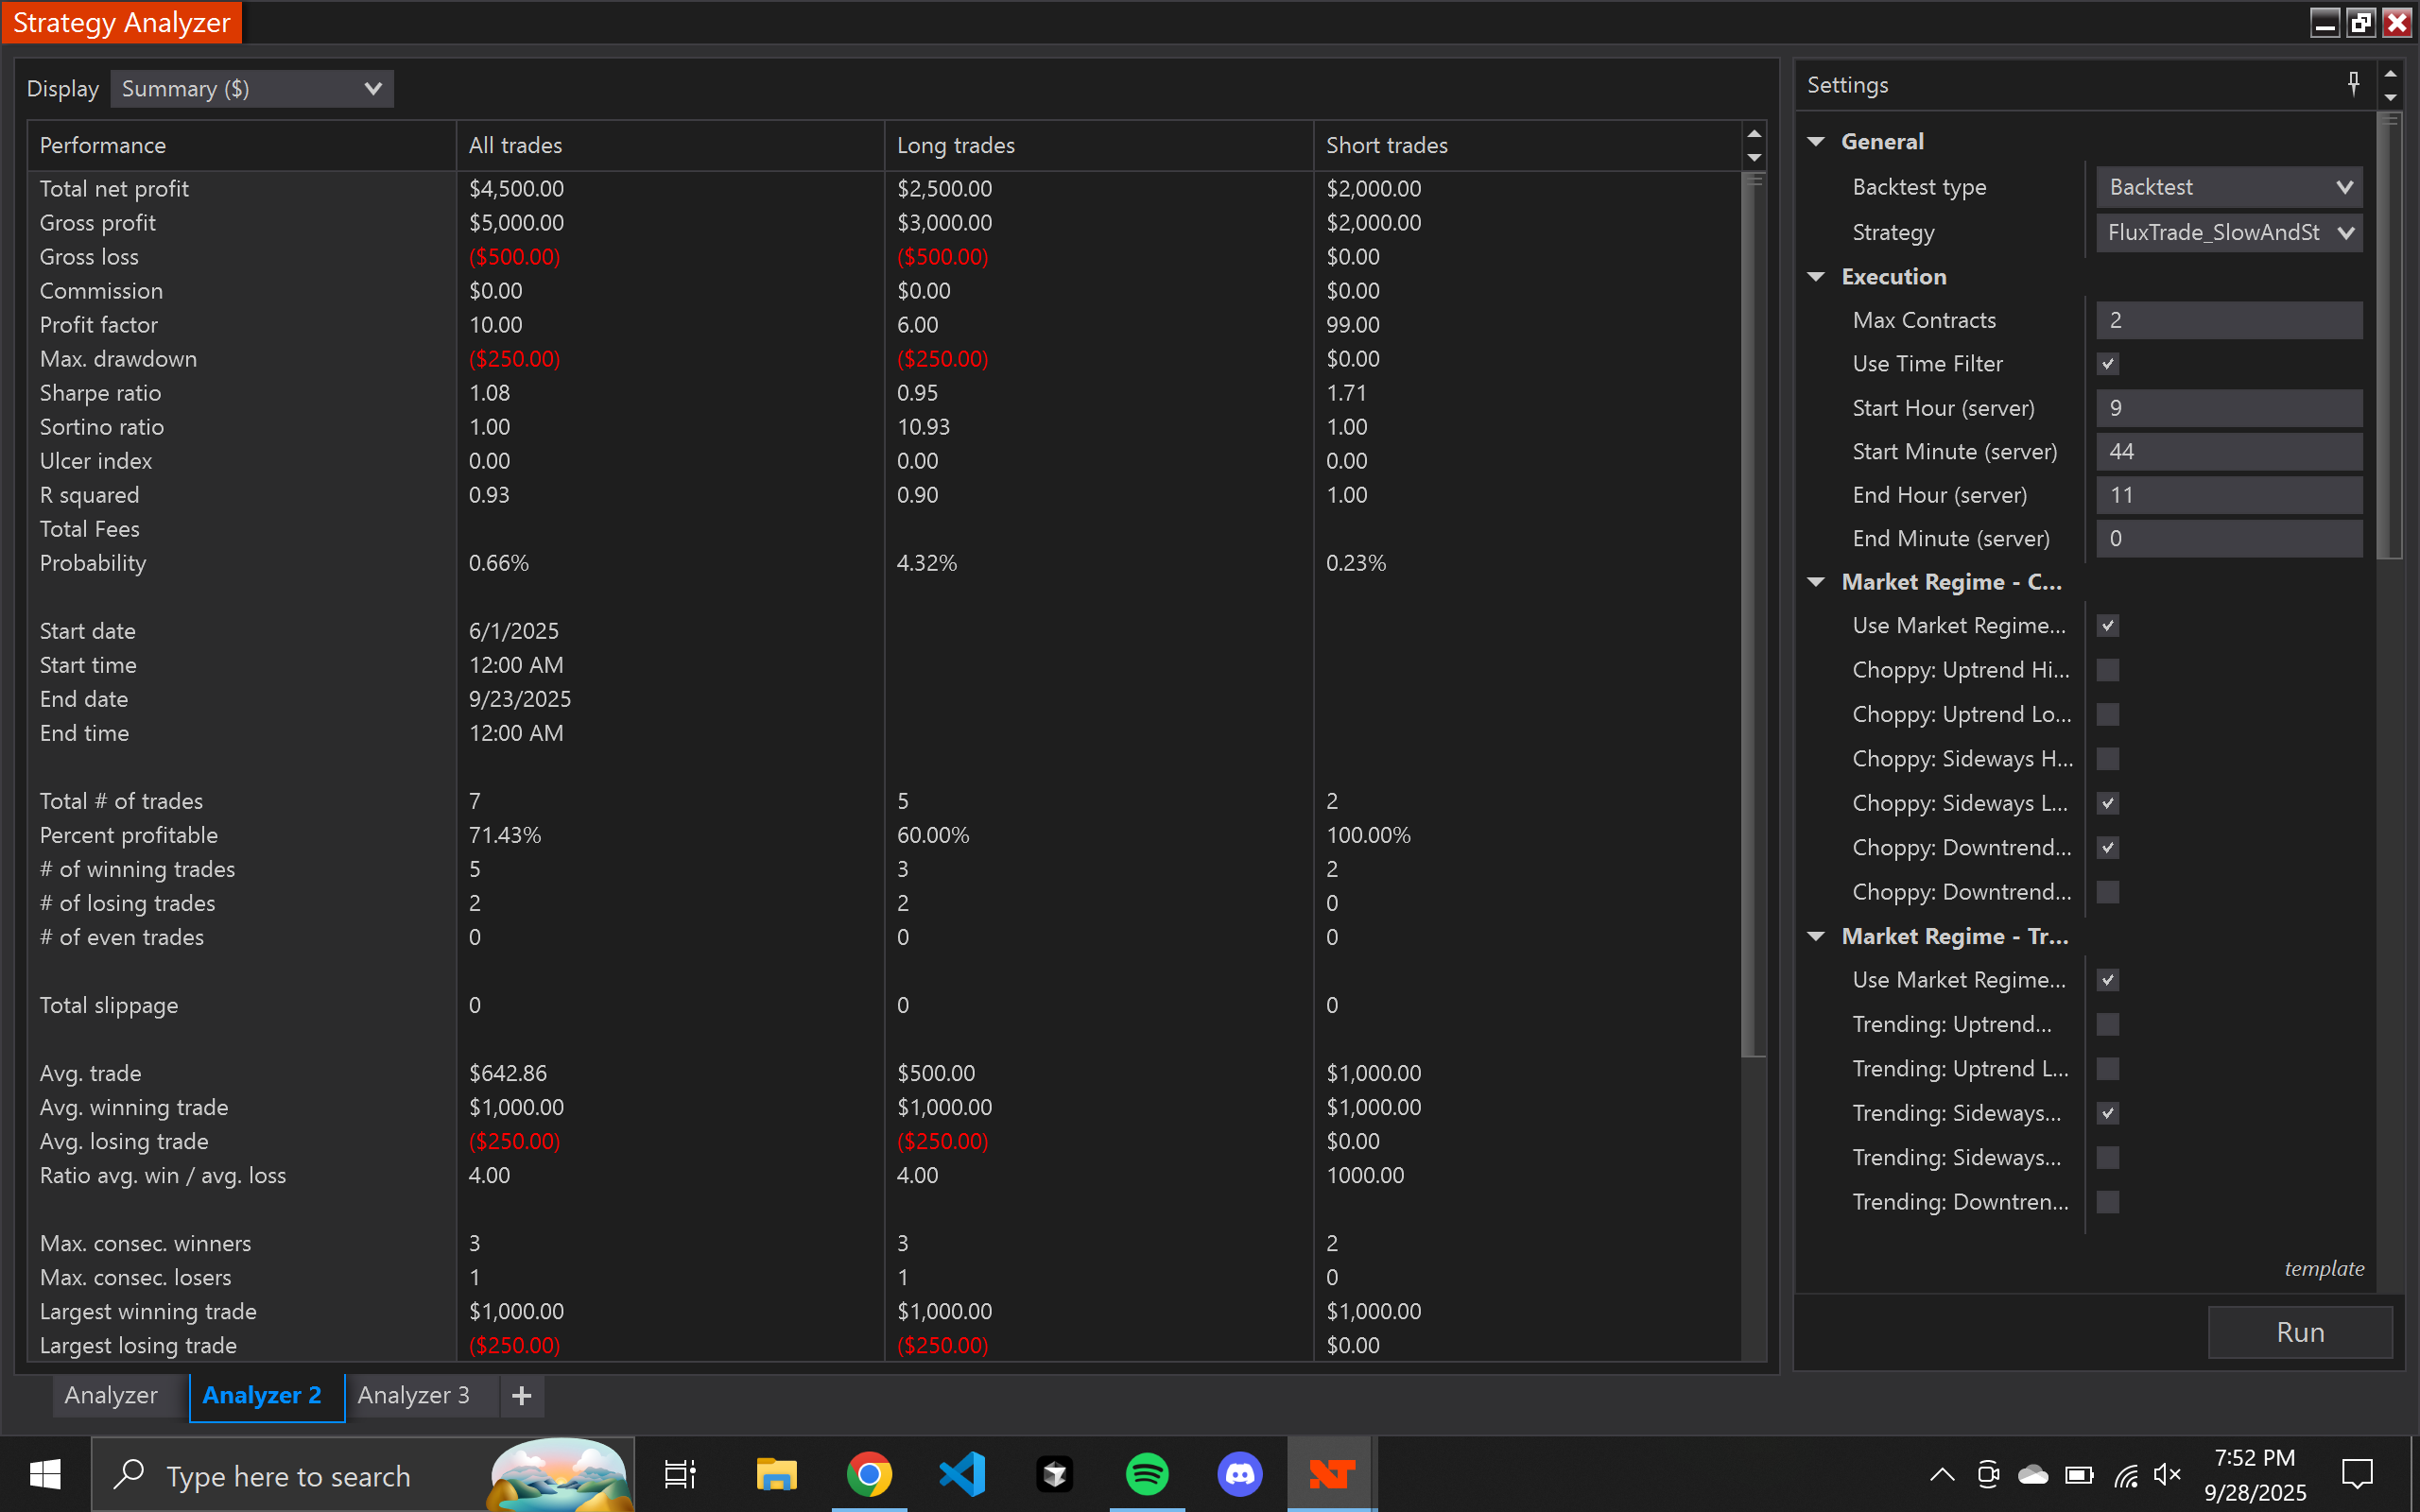 Strategy Analyzer
Display Summary ($)
Performance All trades Long trades Short trades
Total net profit $4,500.00 $2,500.00 $2,000.00
Gross profit $5,000.00 $3,000.00 $2,000.00
Gross loss ($500.00) ($500.00) $0.00
Commission $0.00 $0.00 $0.00
Profit factor 10.00 6.00 99.00
Max. drawdown ($250.00) ($250.00) $0.00
Sharpe ratio 1.08 0.95 1.71
Sortino ratio 1.00 10.93 1.00
Ulcer index 0.00 0.00 0.00
R squared 0.93 0.90 1.00
Total Fees
Probability 0.66% 4.32% 0.23%
Start date 6/1/2025
Start time 12:00 AM
End date 9/23/2025
End time 12:00 AM
Total # of trades 7 5 2
Percent profitable 71.43% 60.00% 100.00%
# of winning trades 5 3 2
# of losing trades 2 2 0
# of even trades 0 0 0
Total slippage 0 0 0
Avg. trade $642.86 $500.00 $1,000.00
Avg. winning trade $1,000.00 $1,000.00 $1,000.00
Avg. losing trade ($250.00) ($250.00) $0.00
Ratio avg. win / avg. loss 4.00 4.00 1000.00
Max. consec. winners 3 3 2
Max. consec. losers 1 1 0
Largest winning trade $1,000.00 $1,000.00 $1,000.00
Largest losing trade ($250.00) ($250.00) $0.00
Settings
General
Backtest type Backtest
Strategy FluxTrade_SlowAndSt
Execution
Max Contracts 2
Use Time Filter
Start Hour (server) 9
Start Minute (server) 44
End Hour (server) 11
End Minute (server) 0
Market Regime - C...
Use Market Regime...
Choppy: Uptrend Hi...
Choppy: Uptrend Lo...
Choppy: Sideways H...
Choppy: Sideways L...
Choppy: Downtrend...
Choppy: Downtrend...
Market Regime - Tr...
Use Market Regime...
Trending: Uptrend...
Trending: Uptrend L...
Trending: Sideways...
Trending: Sideways...
Trending: Downtren...
template
Run
Analyzer Analyzer 2 Analyzer 3 +
Type here to search
7:52 PM
9/28/2025